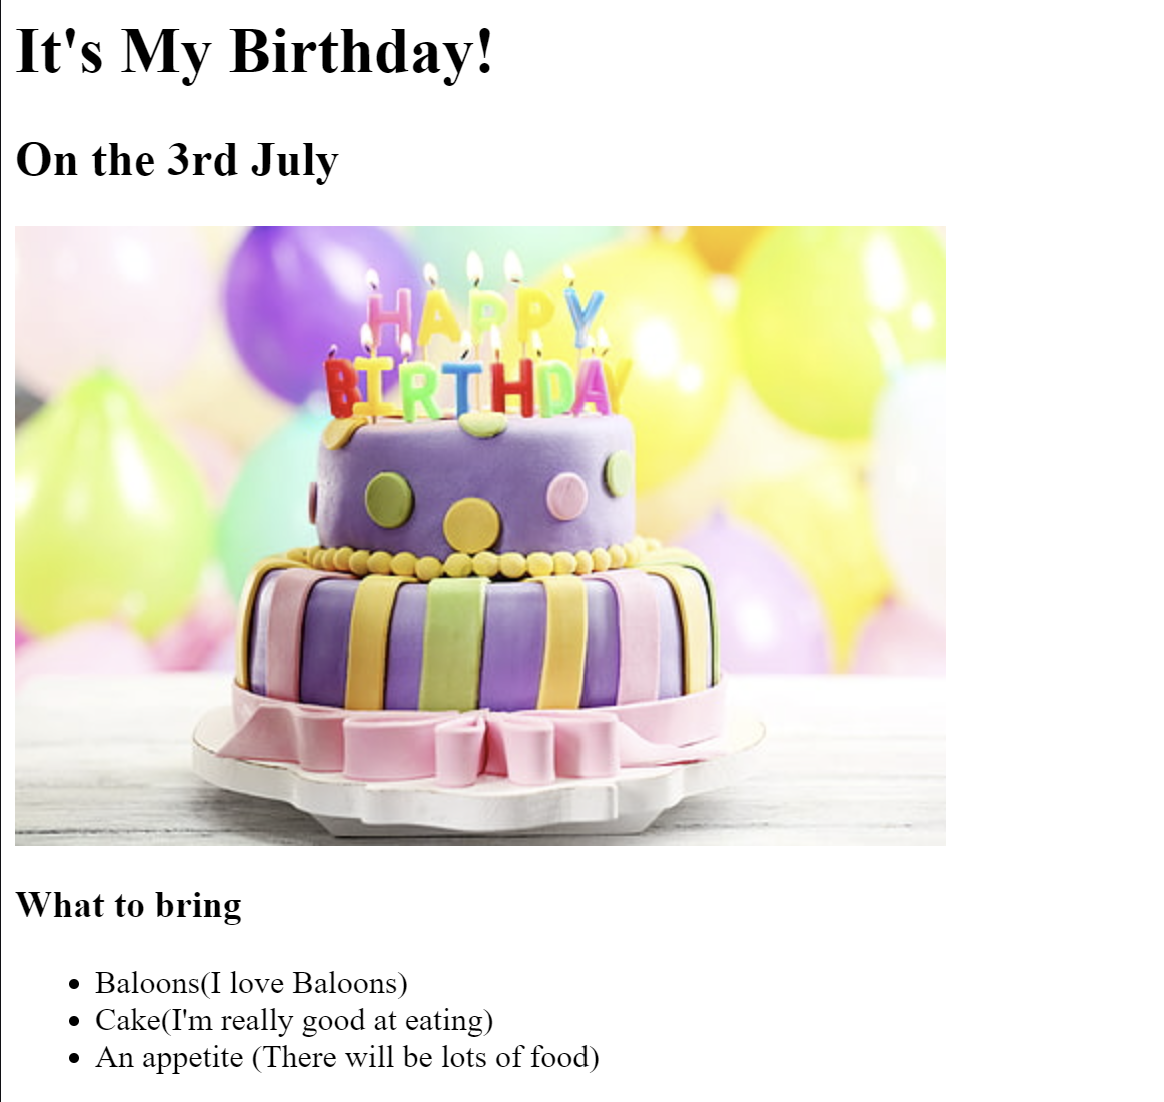 It's My Birthday!
On the 3rd July
HAPPY
BIRTHDAY
What to bring
Baloons(I love Baloons)
Cake(I'm really good at eating)
An appetite (There will be lots of food)